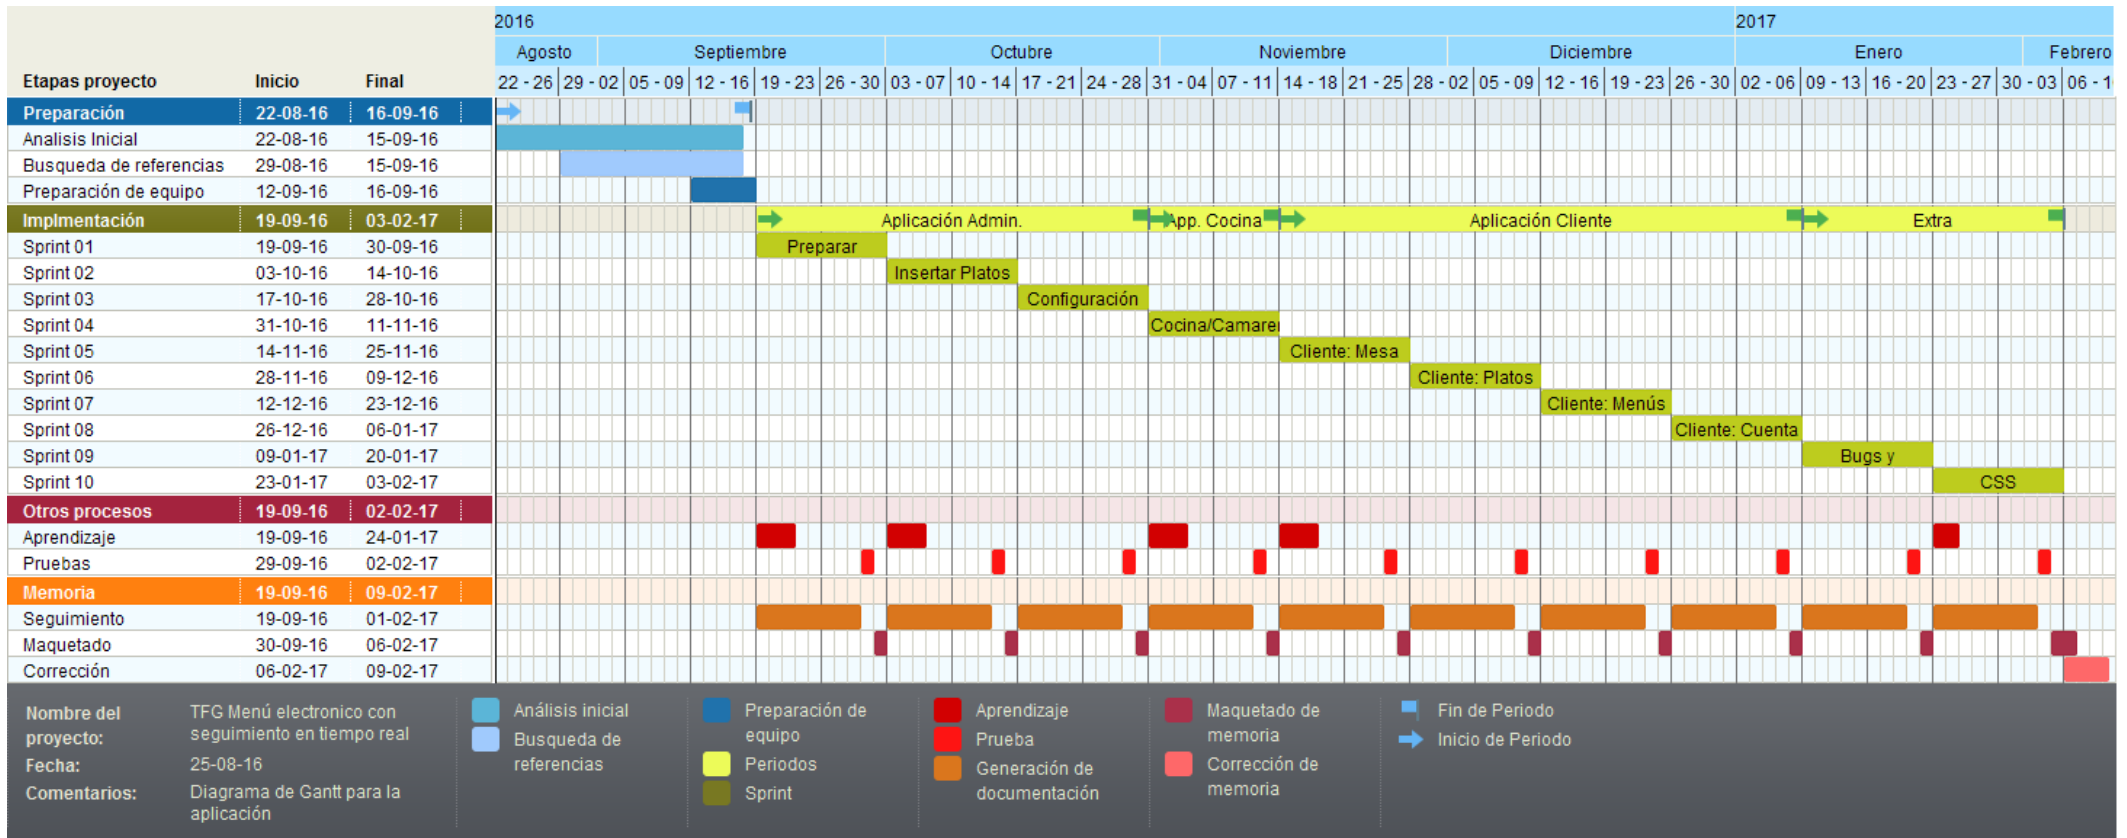 2016 2017
Agosto Septiembre Octubre Noviembre Diciembre Enero Febrero
Etapas proyecto Inicio Final 22 - 26 29 - 02 05 - 09 12 - 16 19 - 23 26 - 30 03 - 07 10 - 14 17 - 21 24 - 28 31 - 04 07 - 11 14 - 18 21 - 25 28 - 02 05 - 09 12 - 16 19 - 23 26 - 30 02 - 06 09 - 13 16 - 20 23 - 27 30 - 03 06 - 1
Preparación 22-08-16 16-09-16
Analisis Inicial 22-08-16 15-09-16
Busqueda de referencias 29-08-16 15-09-16
Preparación de equipo 12-09-16 16-09-16
Implmentación 19-09-16 03-02-17 Aplicación Admin. App. Cocina Aplicación Cliente Extra
Sprint 01 19-09-16 30-09-16 Preparar
Sprint 02 03-10-16 14-10-16 Insertar Platos
Sprint 03 17-10-16 28-10-16 Configuración
Sprint 04 31-10-16 11-11-16 Cocina/Camarei
Sprint 05 14-11-16 25-11-16 Cliente: Mesa
Sprint 06 28-11-16 09-12-16 Cliente: Platos
Sprint 07 12-12-16 23-12-16 Cliente: Menús
Sprint 08 26-12-16 06-01-17 Cliente: Cuenta
Sprint 09 09-01-17 20-01-17 Bugs y
Sprint 10 23-01-17 03-02-17 CSS
Otros procesos 19-09-16 02-02-17
Aprendizaje 19-09-16 24-01-17
Pruebas 29-09-16 02-02-17
Memoria 19-09-16 09-02-17
Seguimiento 19-09-16 01-02-17
Maquetado 30-09-16 06-02-17
Corrección 06-02-17 09-02-17
Nombre del
proyecto:
TFG Menú electronico con
seguimiento en tiempo real
Fecha: 25-08-16
Comentarios: Diagrama de Gantt para la
aplicación
Análisis inicial
Busqueda de
referencias
Preparación de
equipo
Periodos
Sprint
Aprendizaje
Prueba
Generación de
documentación
Maquetado de
memoria
Corrección de
memoria
Fin de Periodo
Inicio de Periodo